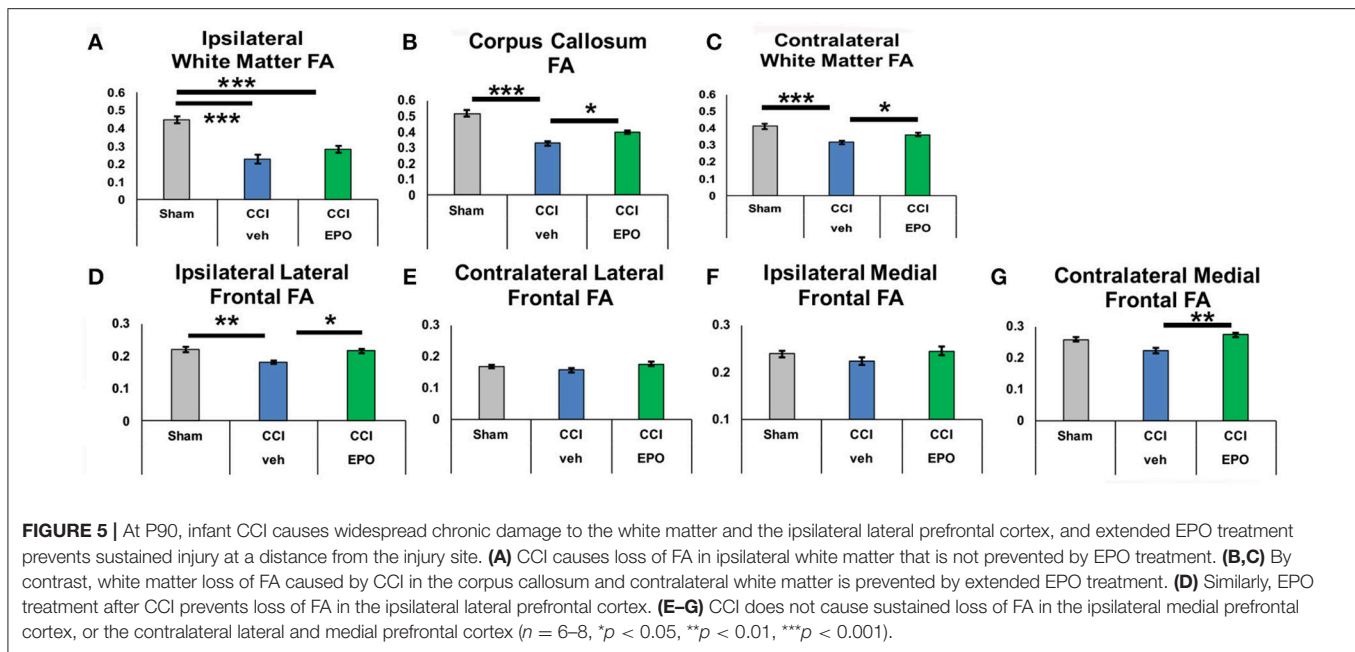 A
Ipsilateral
White Matter FA
***
***
0.6
0.5
0.4
0.3
0.2
0.1
0
Sham
CCI
CCI
veh
EPO
B
Corpus Callosum
FA
***
*
0.6
0.5
0.4
0.3
0.2
0.1
0
Sham
CCI
CCI
veh
EPO
C
Contralateral
White Matter FA
***
*
0.6
0.5
0.4
0.3
0.2
0.1
0
Sham
CCI
CCI
veh
EPO
D
Ipsilateral Lateral
Frontal FA
**
*
0.3
0.2
0.1
0
Sham
CCI
CCI
veh
EPO
E
Contralateral Lateral
Frontal FA
0.3
0.2
0.1
0
Sham
CCI
CCI
veh
EPO
F
Ipsilateral Medial
Frontal FA
0.3
0.2
0.1
Sham
CCI
CCI
veh
EPO
G
Contralateral Medial
Frontal FA
**
0.3
0.2
0.1
0
Sham
CCI
CCI
veh
EPO
FIGURE 5 | At P90, infant CCI causes widespread chronic damage to the white matter and the ipsilateral lateral prefrontal cortex, and extended EPO treatment
prevents sustained injury at a distance from the injury site. (A) CCI causes loss of FA in ipsilateral white matter that is not prevented by EPO treatment. (B,C) By
contrast, white matter loss of FA caused by CCI in the corpus callosum and contralateral white matter is prevented by extended EPO treatment. (D) Similarly, EPO
treatment after CCI prevents loss of FA in the ipsilateral lateral prefrontal cortex. (E–G) CCI does not cause sustained loss of FA in the ipsilateral medial prefrontal
cortex, or the contralateral lateral and medial prefrontal cortex (n = 6–8, *p < 0.05, **p < 0.01, ***p < 0.001).